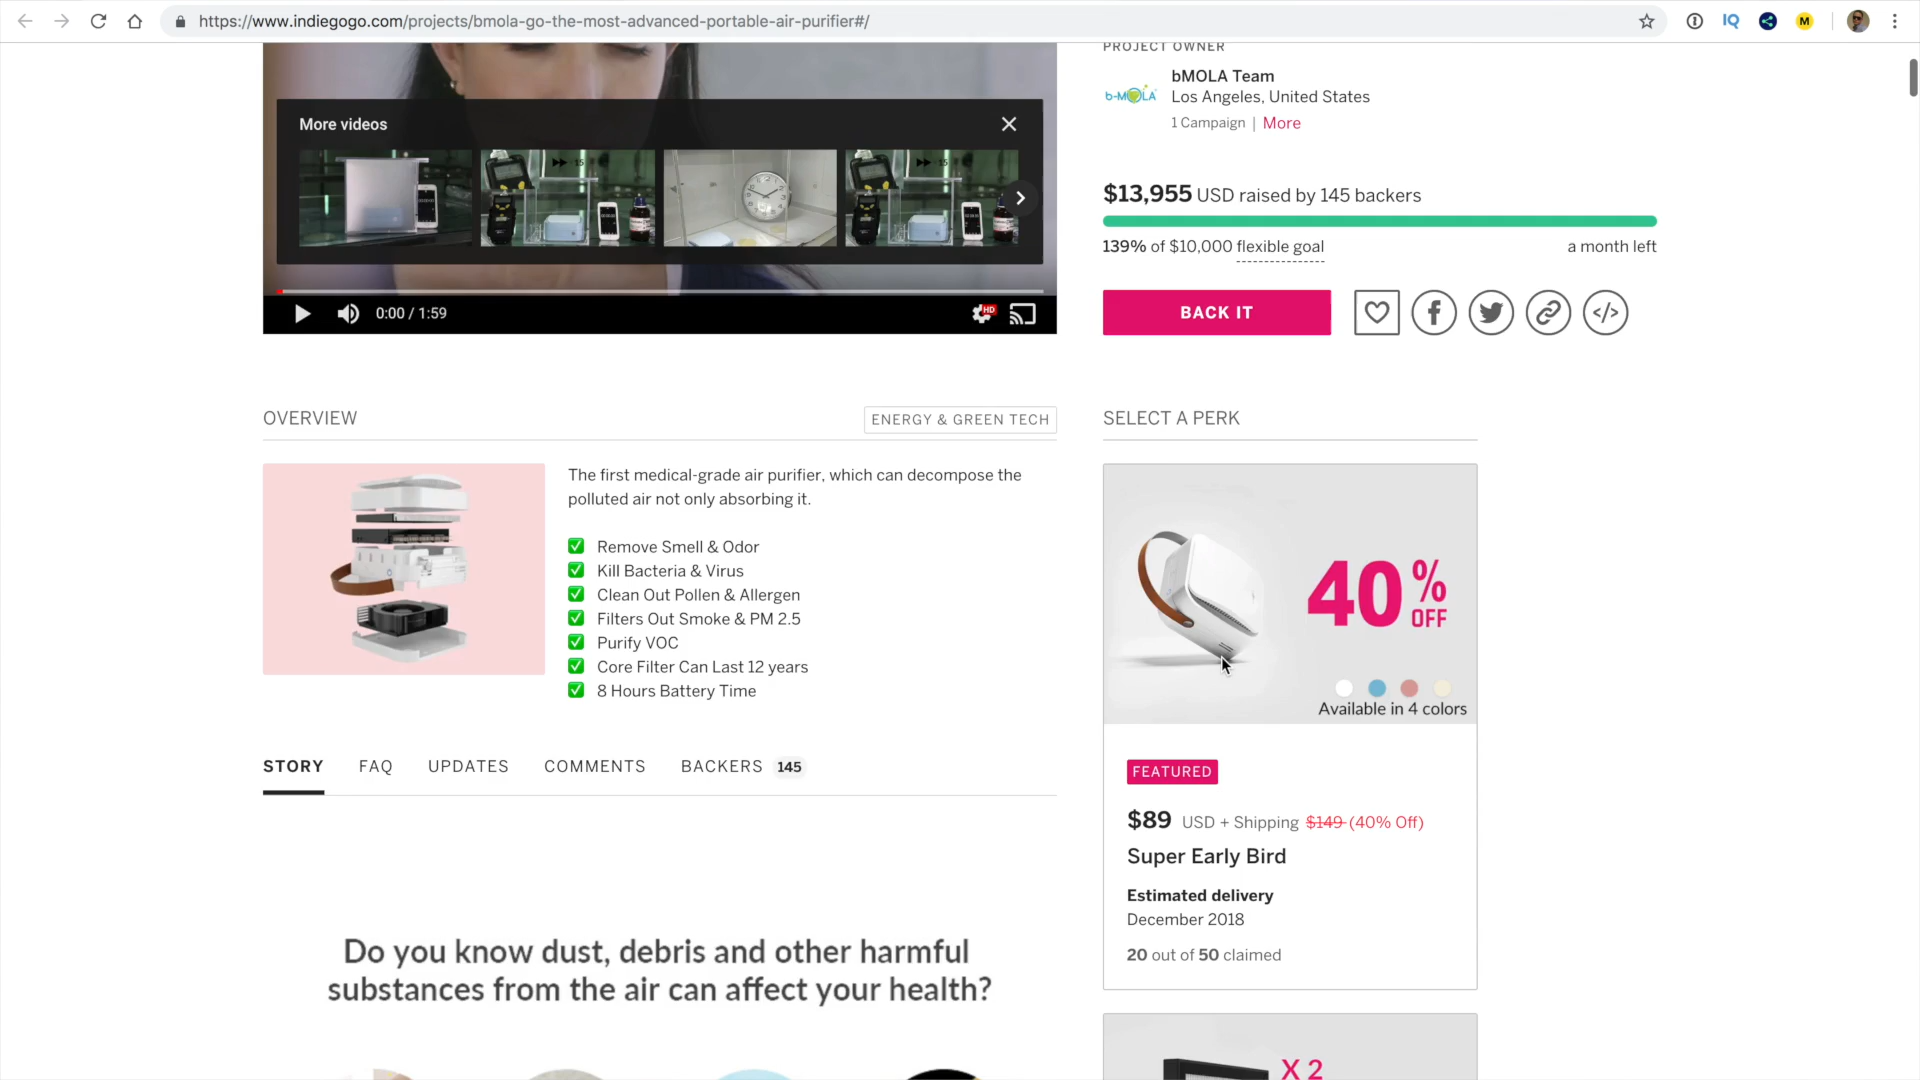 https://www.indiegogo.com/projects/bmola-go-the-most-advanced-portable-air-purifier#/
IQ
M
More videos
15
15
0:00 / 1:59
HD
PROJECT OWNER
b-MOLA
bMOLA Team
Los Angeles, United States
1 Campaign | More
$13,955 USD raised by 145 backers
139% of $10,000 flexible goal
a month left
BACK IT
</>
OVERVIEW
ENERGY & GREEN TECH
The first medical-grade air purifier, which can decompose the
polluted air not only absorbing it.
✅ Remove Smell & Odor
✅ Kill Bacteria & Virus
✅ Clean Out Pollen & Allergen
✅ Filters Out Smoke & PM 2.5
✅ Purify VOC
✅ Core Filter Can Last 12 years
✅ 8 Hours Battery Time
STORY FAQ UPDATES COMMENTS BACKERS 145
Do you know dust, debris and other harmful
substances from the air can affect your health?
SELECT A PERK
40% OFF
Available in 4 colors
FEATURED
$89 USD + Shipping $149 (40% Off)
Super Early Bird
Estimated delivery
December 2018
20 out of 50 claimed
X 2